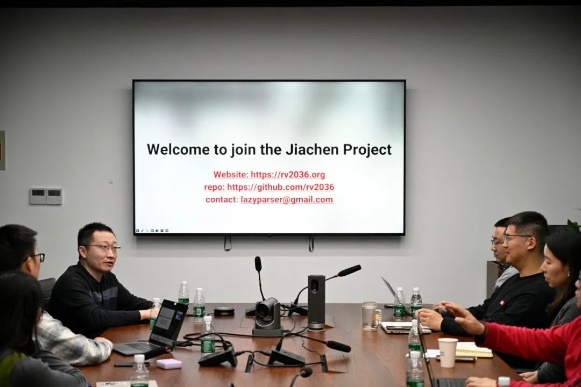 Welcome to join the Jiachen Project
Website: https://rv2036.org
repo: https://github.com/rv2036
contact: lazyparser@gmail.com